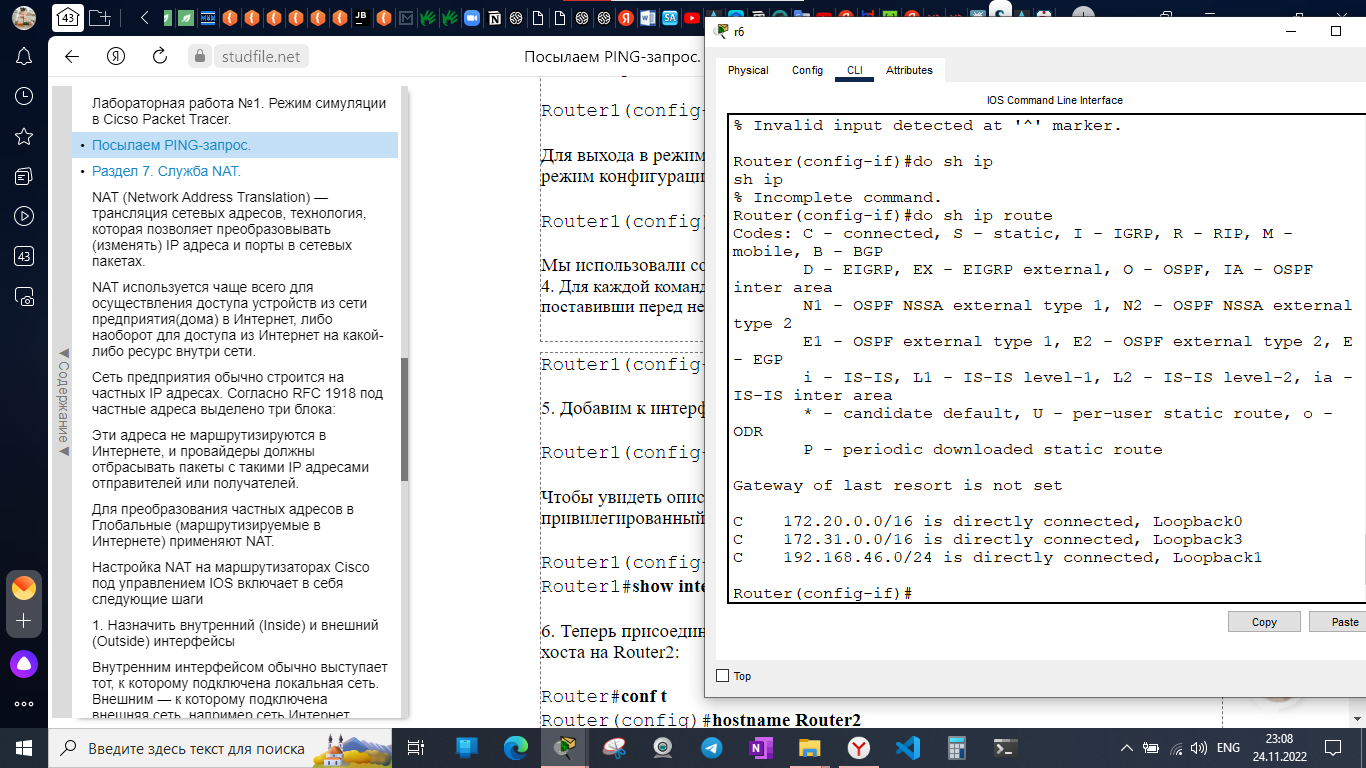 43
studfile.net
Посылаем PING-запрос.
43
Лабораторная работа №1. Режим симуляции
в Cicso Packet Tracer.
Посылаем PING-запрос.
Раздел 7. Служба NAT.
NAT (Network Address Translation) —
трансляция сетевых адресов, технология,
которая позволяет преобразовывать
(изменять) IP адреса и порты в сетевых
пакетах.
NAT используется чаще всего для
осуществления доступа устройств из сети
предприятия(дома) в Интернет, либо
наоборот для доступа из Интернет на какой-
либо ресурс внутри сети.
Сеть предприятия обычно строится на
частных IP адресах. Согласно RFC 1918 под
частные адреса выделено три блока:
Эти адреса не маршрутизируются в
Интернете, и провайдеры должны
отбрасывать пакеты с такими IP адресами
отправителей или получателей.
Для преобразования частных адресов в
Глобальные (маршрутизируемые в
Интернете) применяют NAT.
Настройка NAT на маршрутизаторах Cisco
под управлением IOS включает в себя
следующие шаги
1. Назначить внутренний (Inside) и внешний
(Outside) интерфейсы
Внутренним интерфейсом обычно выступает
тот, к которому подключена локальная сеть.
Внешним — к которому подключена
внешняя сеть, например сеть Интернет
Содержание
Router1(config-
Для выхода в режим
режим конфигураци
Router1(config)
Мы использовали со
4. Для каждой команд
поставивши перед не
Router1(config-
5. Добавим к интерф
Router1(config-
Чтобы увидеть опис
привилегированный
Router1(config-
Router1#show inte
6. Теперь присоедин
хоста на Router2:
Router#conf t
Router(config)#hostname Router2
r6
Physical Config CLI Attributes
IOS Command Line Interface
% Invalid input detected at '^' marker.
Router(config-if)#do sh ip
sh ip
% Incomplete command.
Router(config-if)#do sh ip route
Codes: C - connected, S - static, I - IGRP, R - RIP, M -
mobile, B - BGP
D - EIGRP, EX - EIGRP external, O - OSPF, IA - OSPF
inter area
N1 - OSPF NSSA external type 1, N2 - OSPF NSSA external
type 2
E1 - OSPF external type 1, E2 - OSPF external type 2, E
- EGP
i - IS-IS, L1 - IS-IS level-1, L2 - IS-IS level-2, ia -
IS-IS inter area
* - candidate default, U - per-user static route, o -
ODR
P - periodic downloaded static route
Gateway of last resort is not set
C 172.20.0.0/16 is directly connected, Loopback0
C 172.31.0.0/16 is directly connected, Loopback3
C 192.168.46.0/24 is directly connected, Loopback1
Router(config-if)#
Copy Paste
Top
Введите здесь текст для поиска
ENG
23:08
24.11.2022